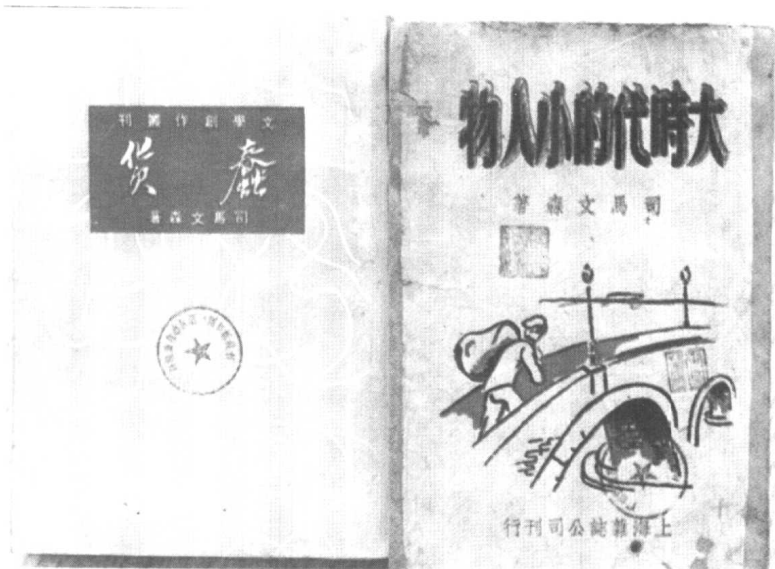 文學創作叢刊
蠢貨
司馬文森著
大時代的小人物
司馬文森著
上海雜誌公司刊行